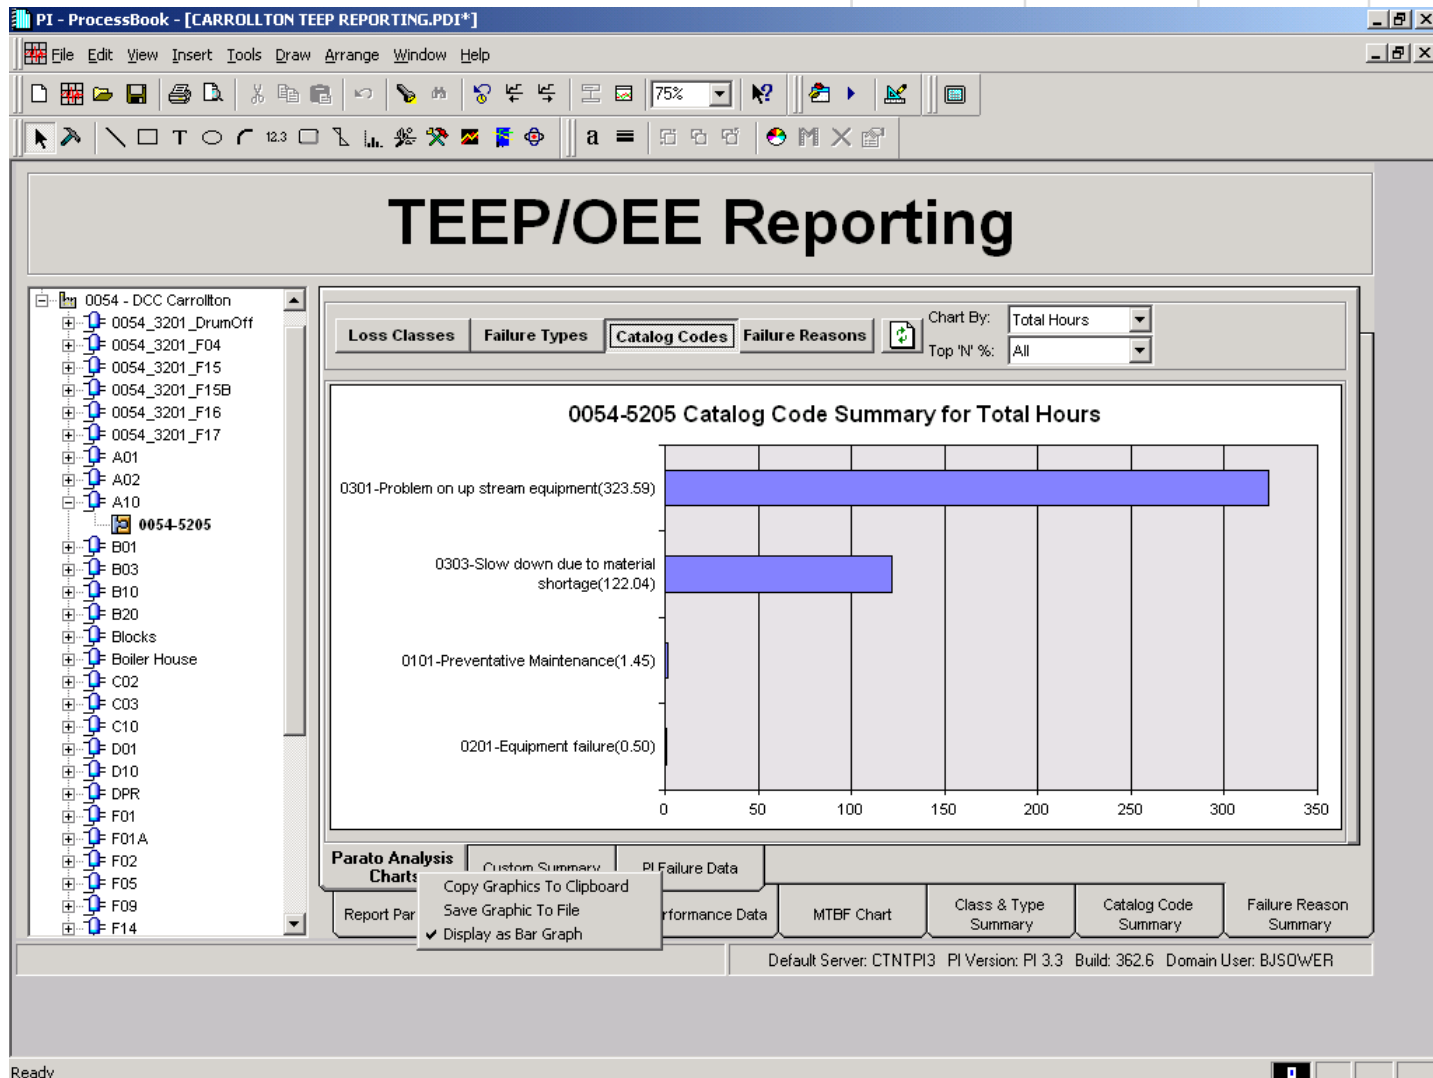 PI - ProcessBook - [CARROLLTON TEEP REPORTING.PDI*]
File Edit View Insert Tools Draw Arrange Window Help
75%
T 12.3 a
TEEP/OEE Reporting
0054 - DCC Carrollton
0054_3201_DrumOff
0054_3201_F04
0054_3201_F15
0054_3201_F15B
0054_3201_F16
0054_3201_F17
A01
A02
A10
0054-5205
B01
B03
B10
B20
Blocks
Boiler House
C02
C03
C10
D01
D10
DPR
F01
F01A
F02
F05
F09
F14
Loss Classes Failure Types Catalog Codes Failure Reasons
Chart By: Total Hours
Top 'N' %: All
0054-5205 Catalog Code Summary for Total Hours
0301-Problem on up stream equipment(323.59)
0303-Slow down due to material
shortage(122.04)
0101-Preventative Maintenance(1.45)
0201-Equipment failure(0.50)
0 50 100 150 200 250 300 350
Parato Analysis
Charts
Custom Summary
PI Failure Data
Copy Graphics To Clipboard
Save Graphic To File
Display as Bar Graph
Report Par
rformance Data
MTBF Chart
Class & Type
Summary
Catalog Code
Summary
Failure Reason
Summary
Default Server: CTNTPI3 PI Version: PI 3.3 Build: 362.6 Domain User: BJSOWER
Ready